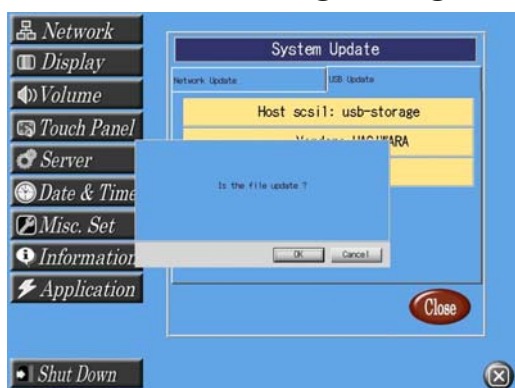 Network
Display
Volume
Touch Panel
Server
Date & Time
Misc. Set
Information
Application
Shut Down
System Update
Network Update
USB Update
Host scsi1: usb-storage
Is the file update ?
OK
Cancel
Close